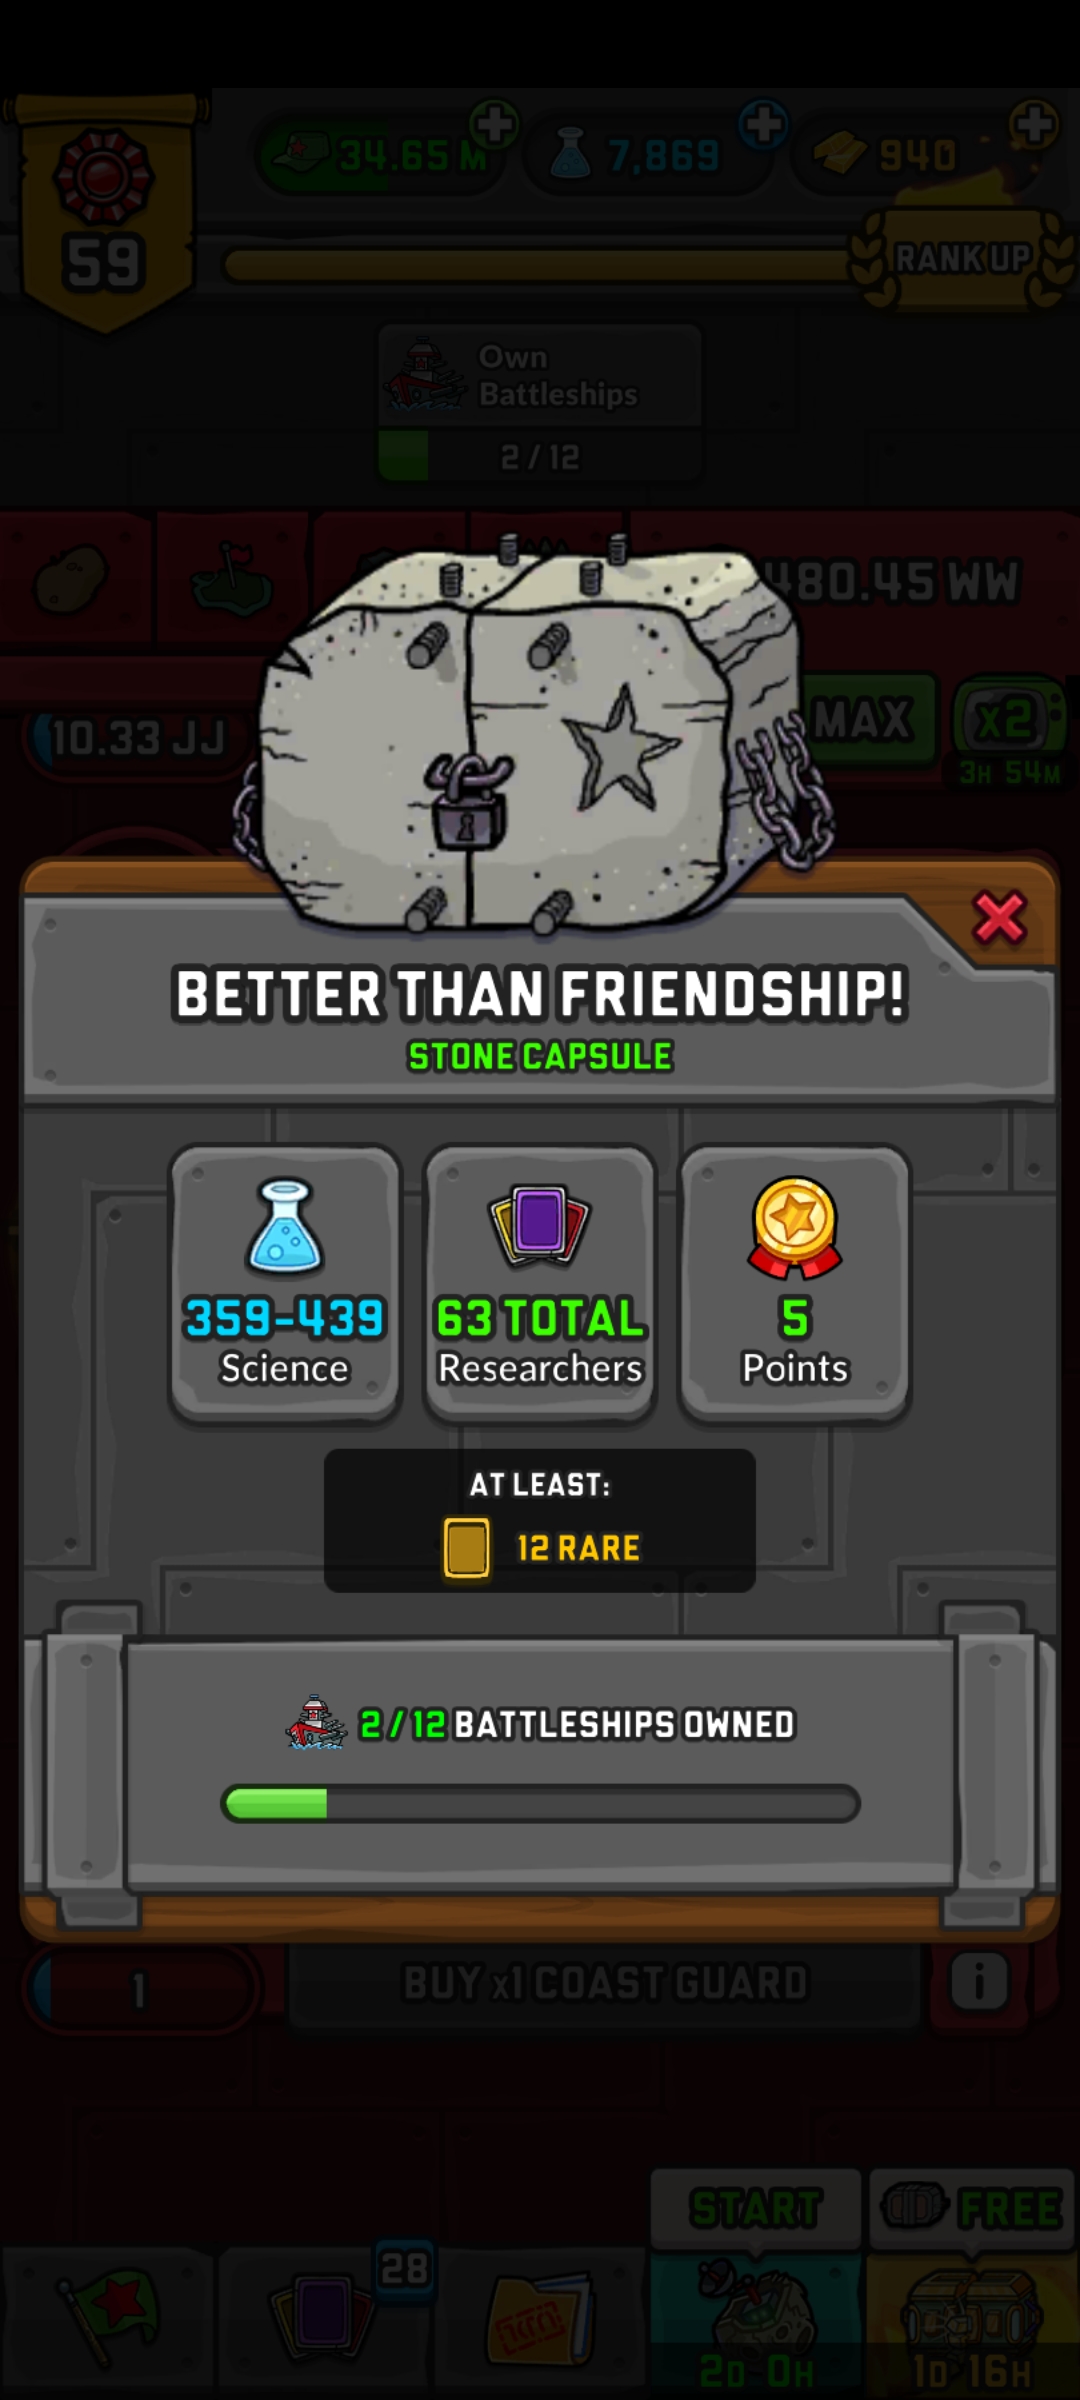 34.65 M
7,869
940
59
RANK UP
Own
Battleships
2 / 12
480.45 WW
10.33 JJ
MAX
x2
3H 54M
BETTER THAN FRIENDSHIP!
STONE CAPSULE
359-439
Science
63 TOTAL
Researchers
5
Points
AT LEAST:
12 RARE
2 / 12 BATTLESHIPS OWNED
1
BUY x1 COAST GUARD
i
START
FREE
28
2D 0H
1D 16H